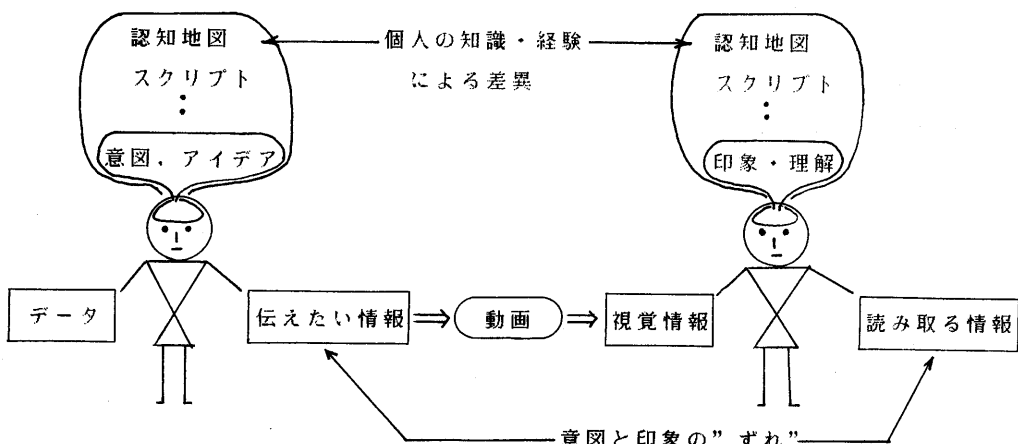 認知地図
スクリプト
：
意図，アイデア
個人の知識・経験
による差異
認知地図
スクリプト
：
印象・理解
データ
伝えたい情報
動画
視覚情報
読み取る情報
意図と印象の”ずれ”